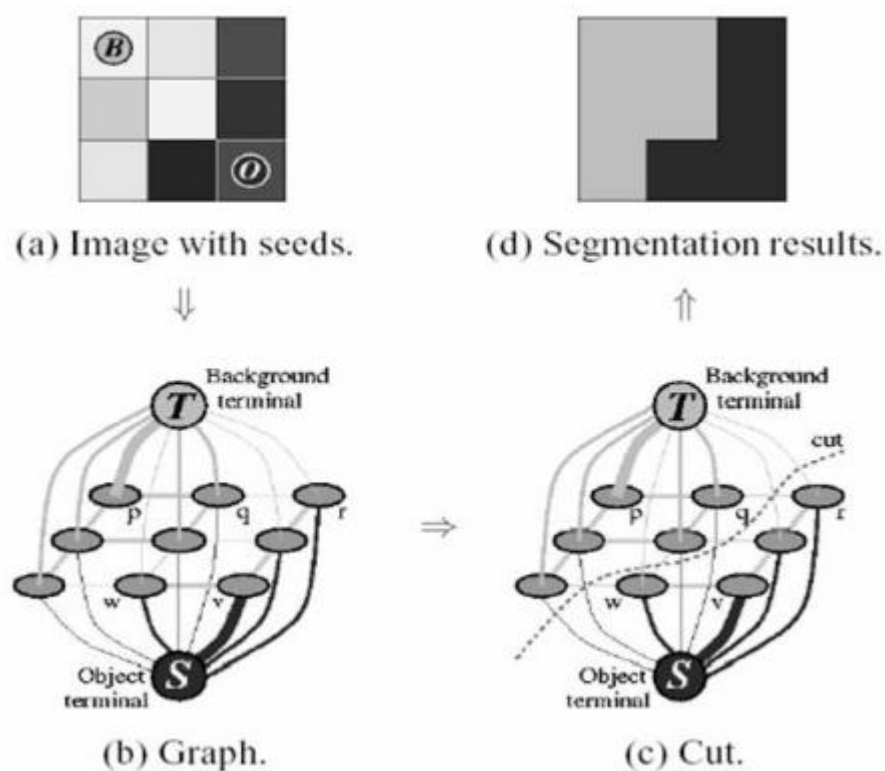 B
O
(a) Image with seeds.
(d) Segmentation results.
⇓
⇑
Background
terminal
T
p
q
r
w
v
Object
terminal
S
(b) Graph.
⇒
Background
terminal
T
cut
p
q
r
w
v
Object
terminal
S
(c) Cut.